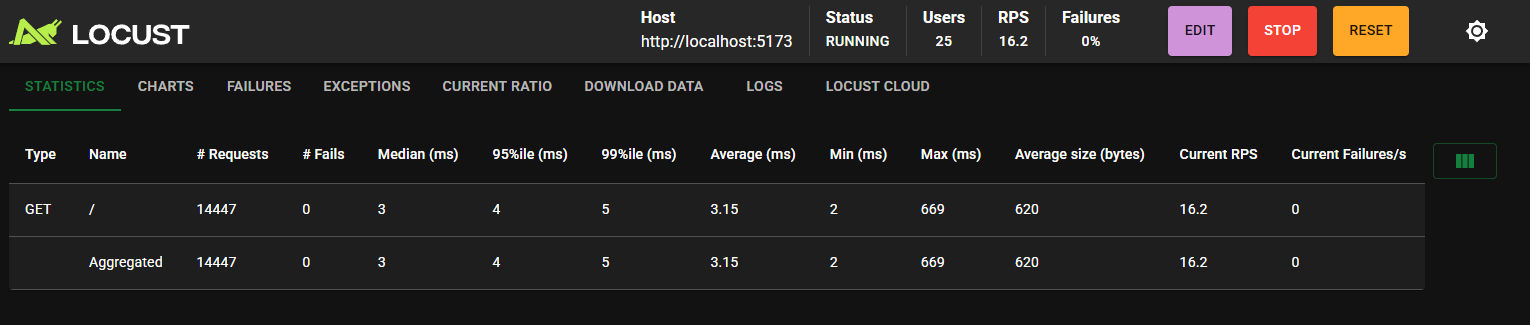 LOCUST
Host Status Users RPS Failures
http://localhost:5173 RUNNING 25 16.2 0%
EDIT STOP RESET
STATISTICS CHARTS FAILURES EXCEPTIONS CURRENT RATIO DOWNLOAD DATA LOGS LOCUST CLOUD
Type Name # Requests # Fails Median (ms) 95%ile (ms) 99%ile (ms) Average (ms) Min (ms) Max (ms) Average size (bytes) Current RPS Current Failures/s
GET / 14447 0 3 4 5 3.15 2 669 620 16.2 0
Aggregated 14447 0 3 4 5 3.15 2 669 620 16.2 0